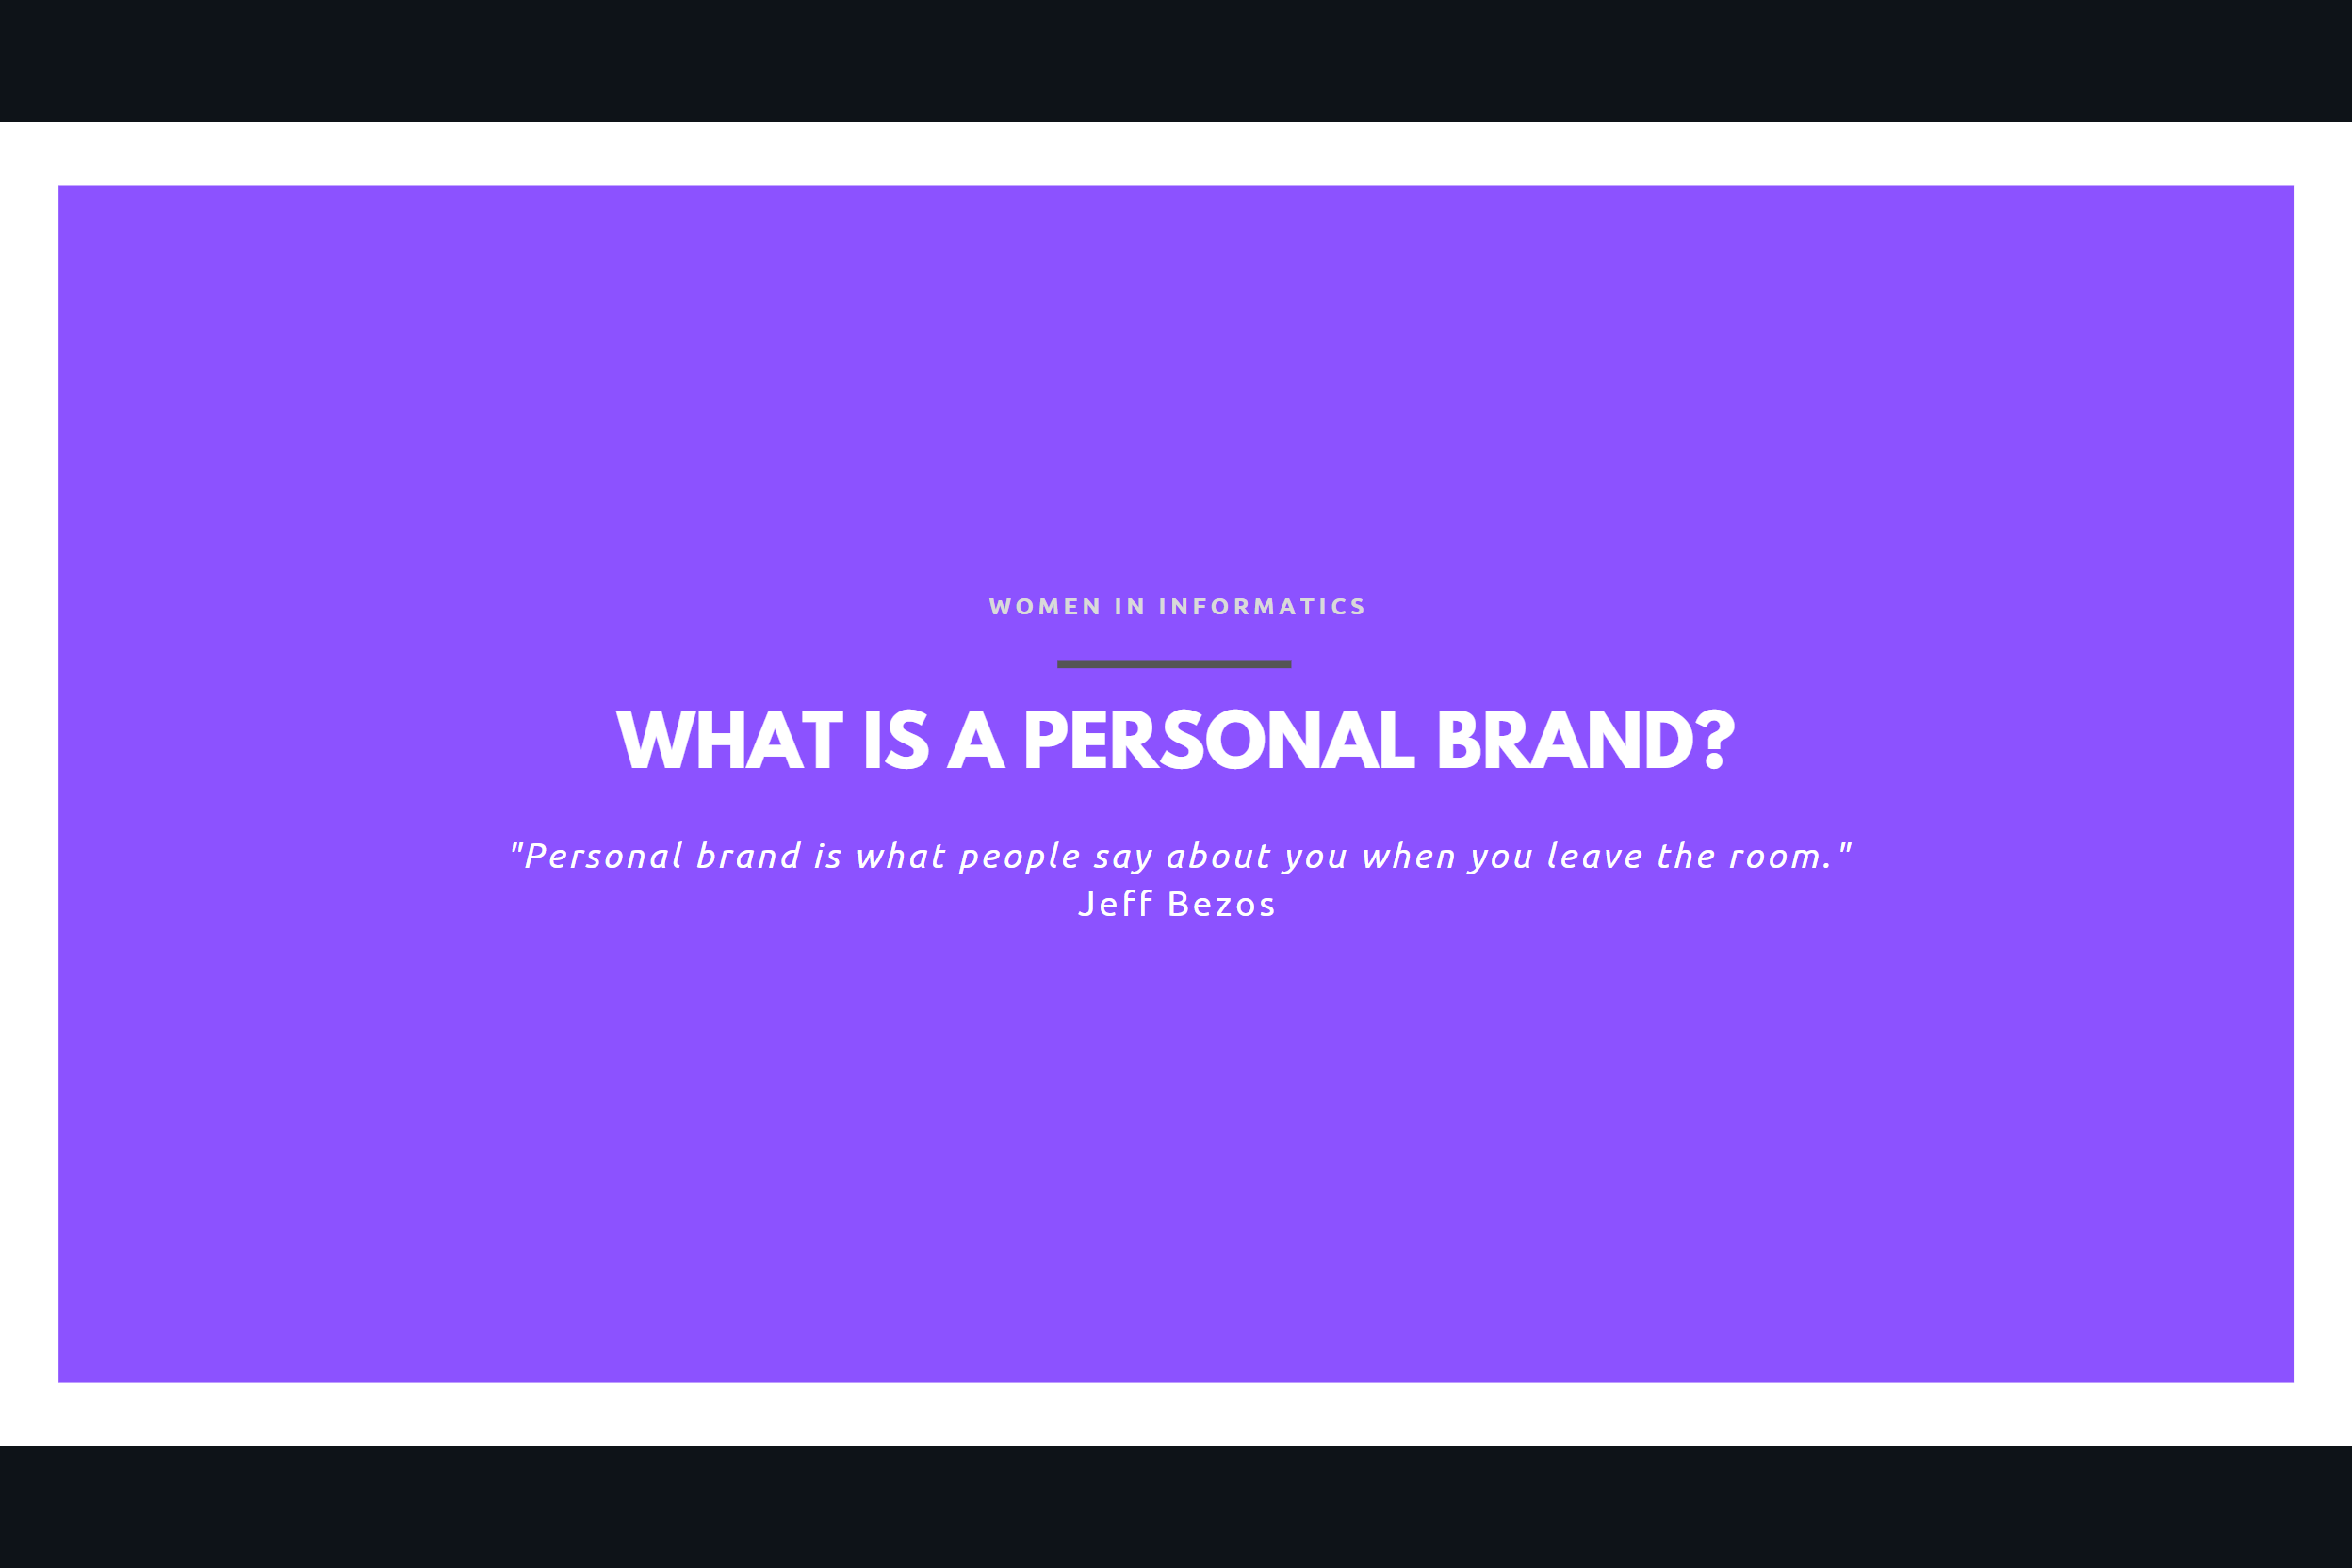 WOMEN IN INFORMATICS
WHAT IS A PERSONAL BRAND?
"Personal brand is what people say about you when you leave the room."
Jeff Bezos